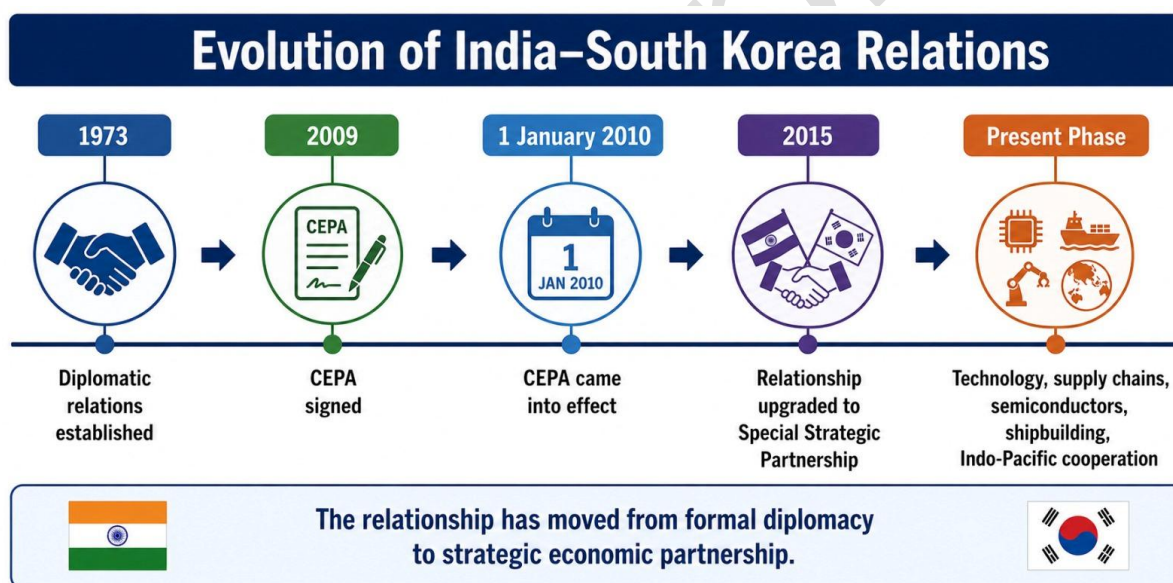 Evolution of India–South Korea Relations
1973
2009
1 January 2010
2015
Present Phase
CEPA
1
JAN 2010
Diplomatic
relations
established
CEPA
signed
CEPA came
into effect
Relationship
upgraded to
Special Strategic
Partnership
Technology, supply chains,
semiconductors,
shipbuilding,
Indo-Pacific cooperation
The relationship has moved from formal diplomacy
to strategic economic partnership.